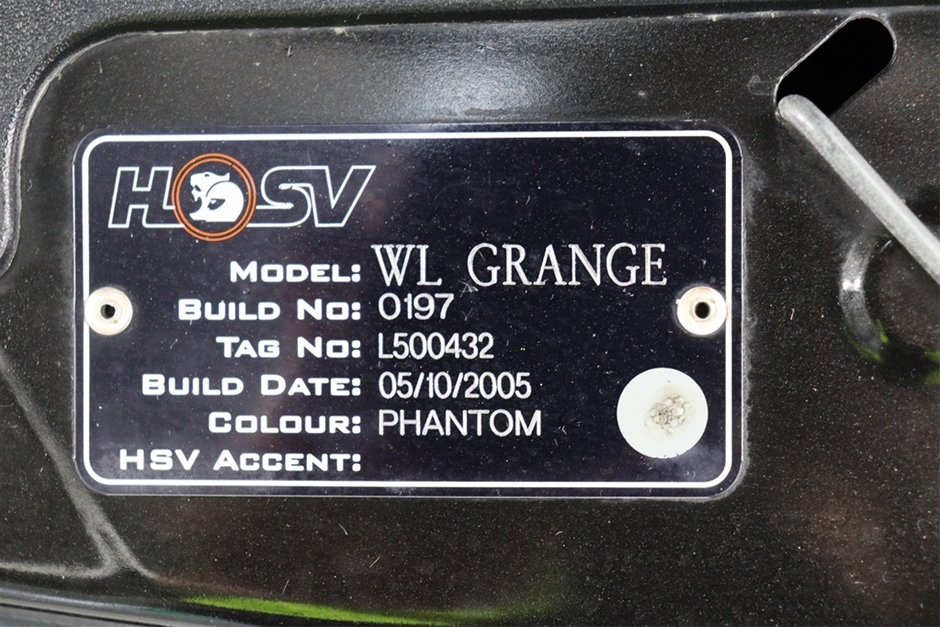 HSV
MODEL: WL GRANGE
BUILD NO: 0197
TAG NO: L500432
BUILD DATE: 05/10/2005
COLOUR: PHANTOM
HSV ACCENT: